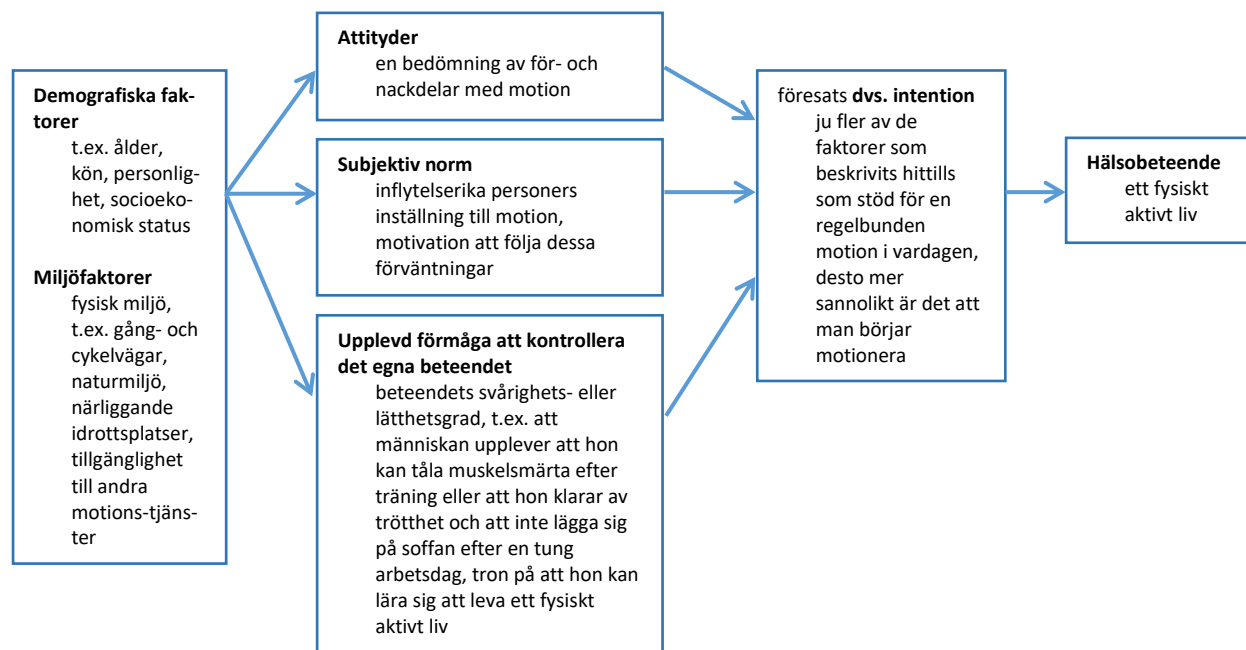 Demografiska fak-
torer
t.ex. ålder,
kön, personlig-
het, socioeko-
nomisk status
Miljöfaktorer
fysisk miljö,
t.ex. gång- och
cykelvägar,
naturmiljö,
närliggande
idrottsplatser,
tillgänglighet
till andra
motions-tjäns-
ter
Attityder
en bedömning av för- och
nackdelar med motion
Subjektiv norm
inflytelserika personers
inställning till motion,
motivation att följa dessa
förväntningar
Upplevd förmåga att kontrollera
det egna beteendet
beteendets svårighets- eller
lätthetsgrad, t.ex. att
människan upplever att hon
kan tåla muskelsmärta efter
träning eller att hon klarar av
trötthet och att inte lägga sig
på soffan efter en tung
arbetsdag, tron på att hon kan
lära sig att leva ett fysiskt
aktivt liv
föresats dvs. intention
ju fler av de
faktorer som
beskrivits hittills
som stöd för en
regelbunden
motion i vardagen,
desto mer
sannolikt är det att
man börjar
motionera
Hälsobeteende
ett fysiskt
aktivt liv